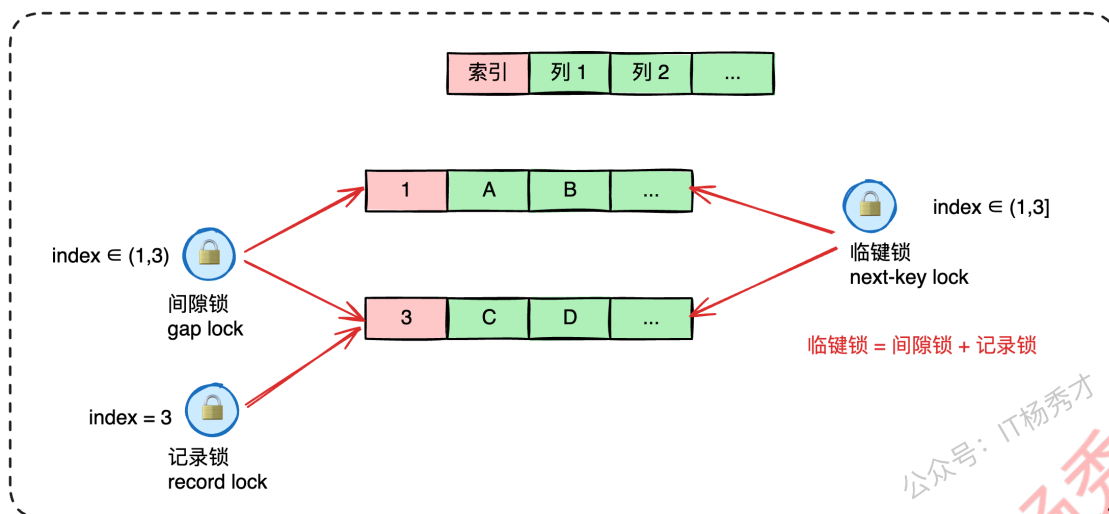 索引 列 1 列 2 ...
1 A B ...
index ∈ (1,3]
index ∈ (1,3)
临键锁
next-key lock
间隙锁
gap lock
3 C D ...
临键锁 = 间隙锁 + 记录锁
index = 3
记录锁
record lock
公众号：IT杨秀才
杨秀